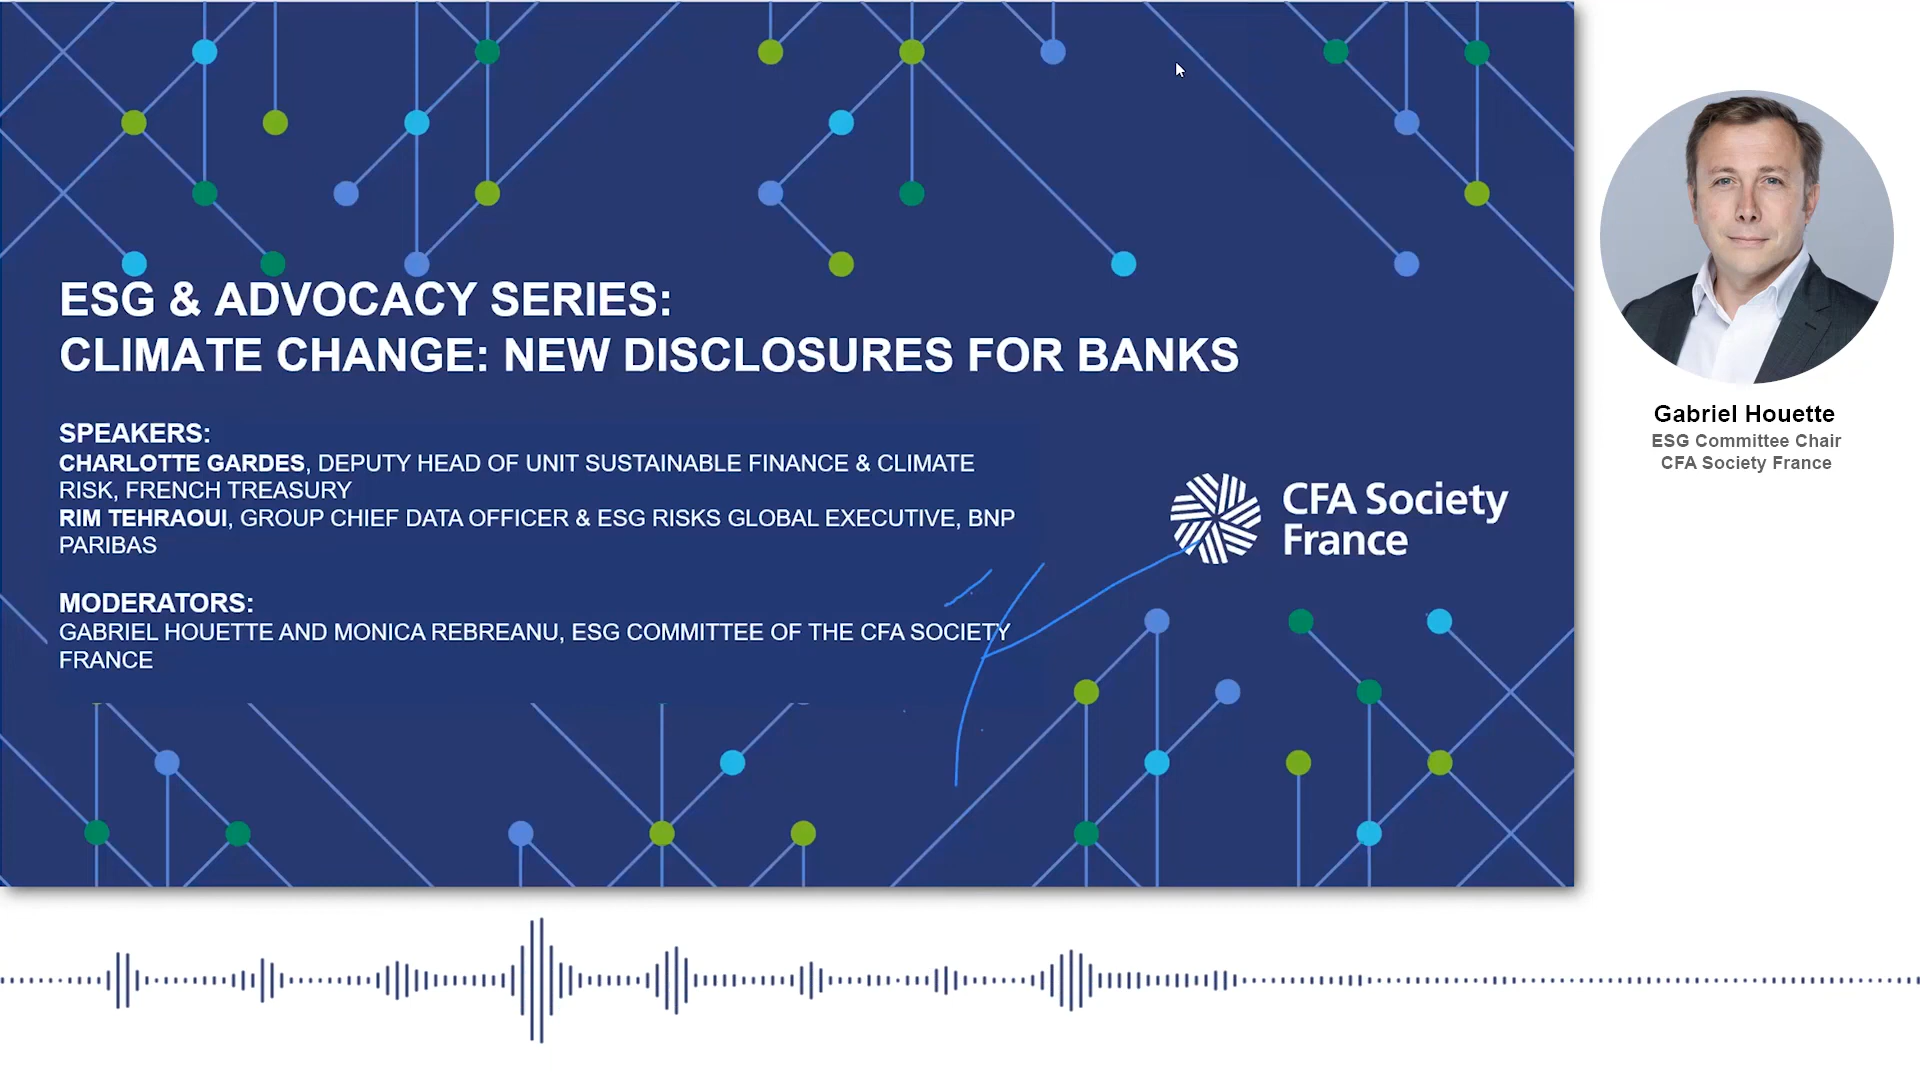 ESG & ADVOCACY SERIES:
CLIMATE CHANGE: NEW DISCLOSURES FOR BANKS
SPEAKERS:
CHARLOTTE GARDES, DEPUTY HEAD OF UNIT SUSTAINABLE FINANCE & CLIMATE
RISK, FRENCH TREASURY
RIM TEHRAOUI, GROUP CHIEF DATA OFFICER & ESG RISKS GLOBAL EXECUTIVE, BNP
PARIBAS
MODERATORS:
GABRIEL HOUETTE AND MONICA REBREANU, ESG COMMITTEE OF THE CFA SOCIETY
FRANCE
CFA Society
France
Gabriel Houette
ESG Committee Chair
CFA Society France